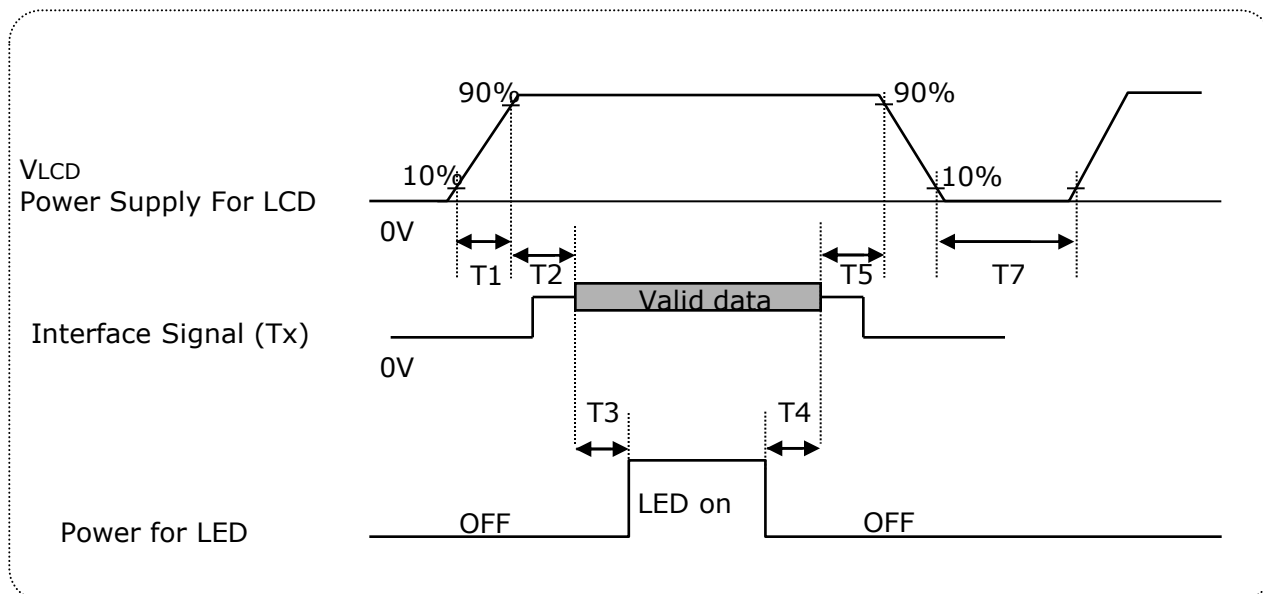 90%
90%
VLCD
10%
10%
Power Supply For LCD
0V
T1
T2
T5
T7
Valid data
Interface Signal (Tx)
0V
T3
T4
LED on
OFF
OFF
Power for LED